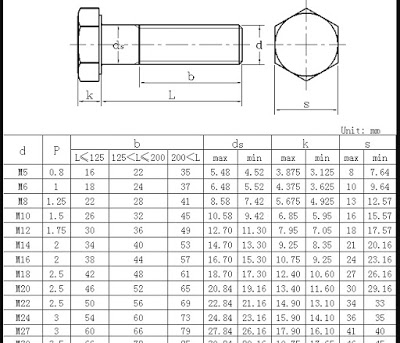 ds
d
b
k
L
s
Unit: mm
d P b ds k s
L≤125 125<L≤200 200<L max min max min max min
M5 0.8 16 22 35 5.48 4.52 3.875 3.125 8 7.64
M6 1 18 24 37 6.48 5.52 4.375 3.625 10 9.64
M8 1.25 22 28 41 8.58 7.42 5.675 4.925 13 12.57
M10 1.5 26 32 45 10.58 9.42 6.85 5.95 16 15.57
M12 1.75 30 36 49 12.70 11.30 7.95 7.05 18 17.57
M14 2 34 40 53 14.70 13.30 9.25 8.35 21 20.16
M16 2 38 44 57 16.70 15.30 10.75 9.25 24 23.16
M18 2.5 42 48 61 18.70 17.30 12.40 10.60 27 26.16
M20 2.5 46 52 65 20.84 19.16 13.40 11.60 30 29.16
M22 2.5 50 56 69 22.84 21.16 14.90 13.10 34 33
M24 3 54 60 73 24.84 23.16 15.90 14.10 36 35
M27 3 60 66 79 27.84 26.16 17.90 16.10 41 40